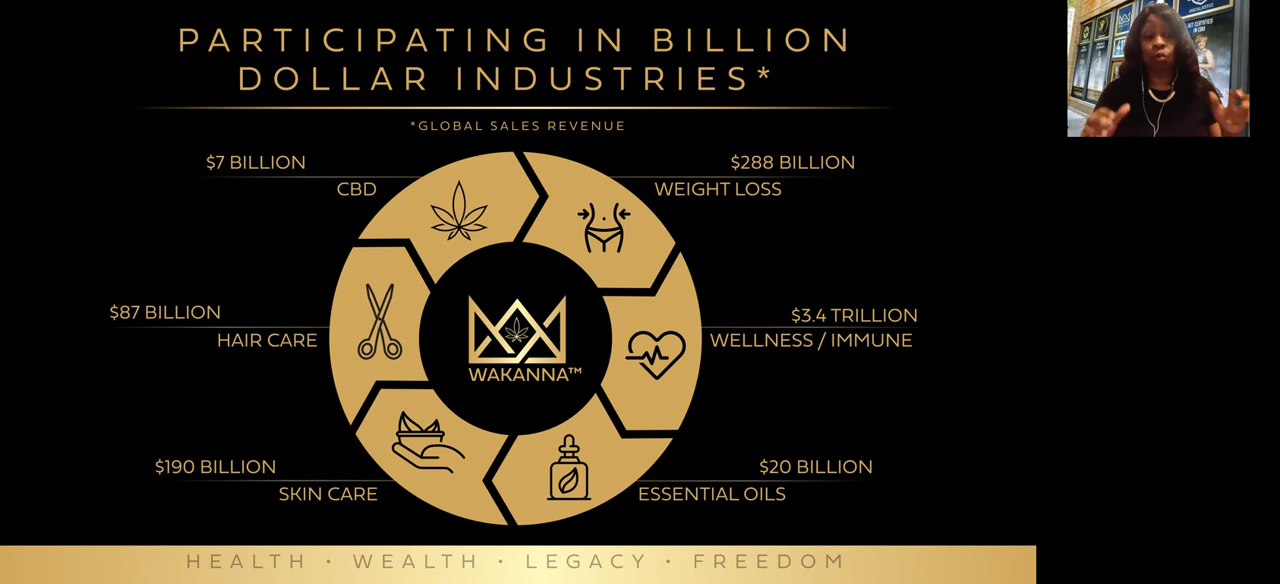 PARTICIPATING IN BILLION
DOLLAR INDUSTRIES*
*GLOBAL SALES REVENUE
$7 BILLION
CBD
$288 BILLION
WEIGHT LOSS
$87 BILLION
HAIR CARE
$3.4 TRILLION
WELLNESS / IMMUNE
WAKANNA™
$190 BILLION
SKIN CARE
$20 BILLION
ESSENTIAL OILS
HEALTH · WEALTH · LEGACY · FREEDOM